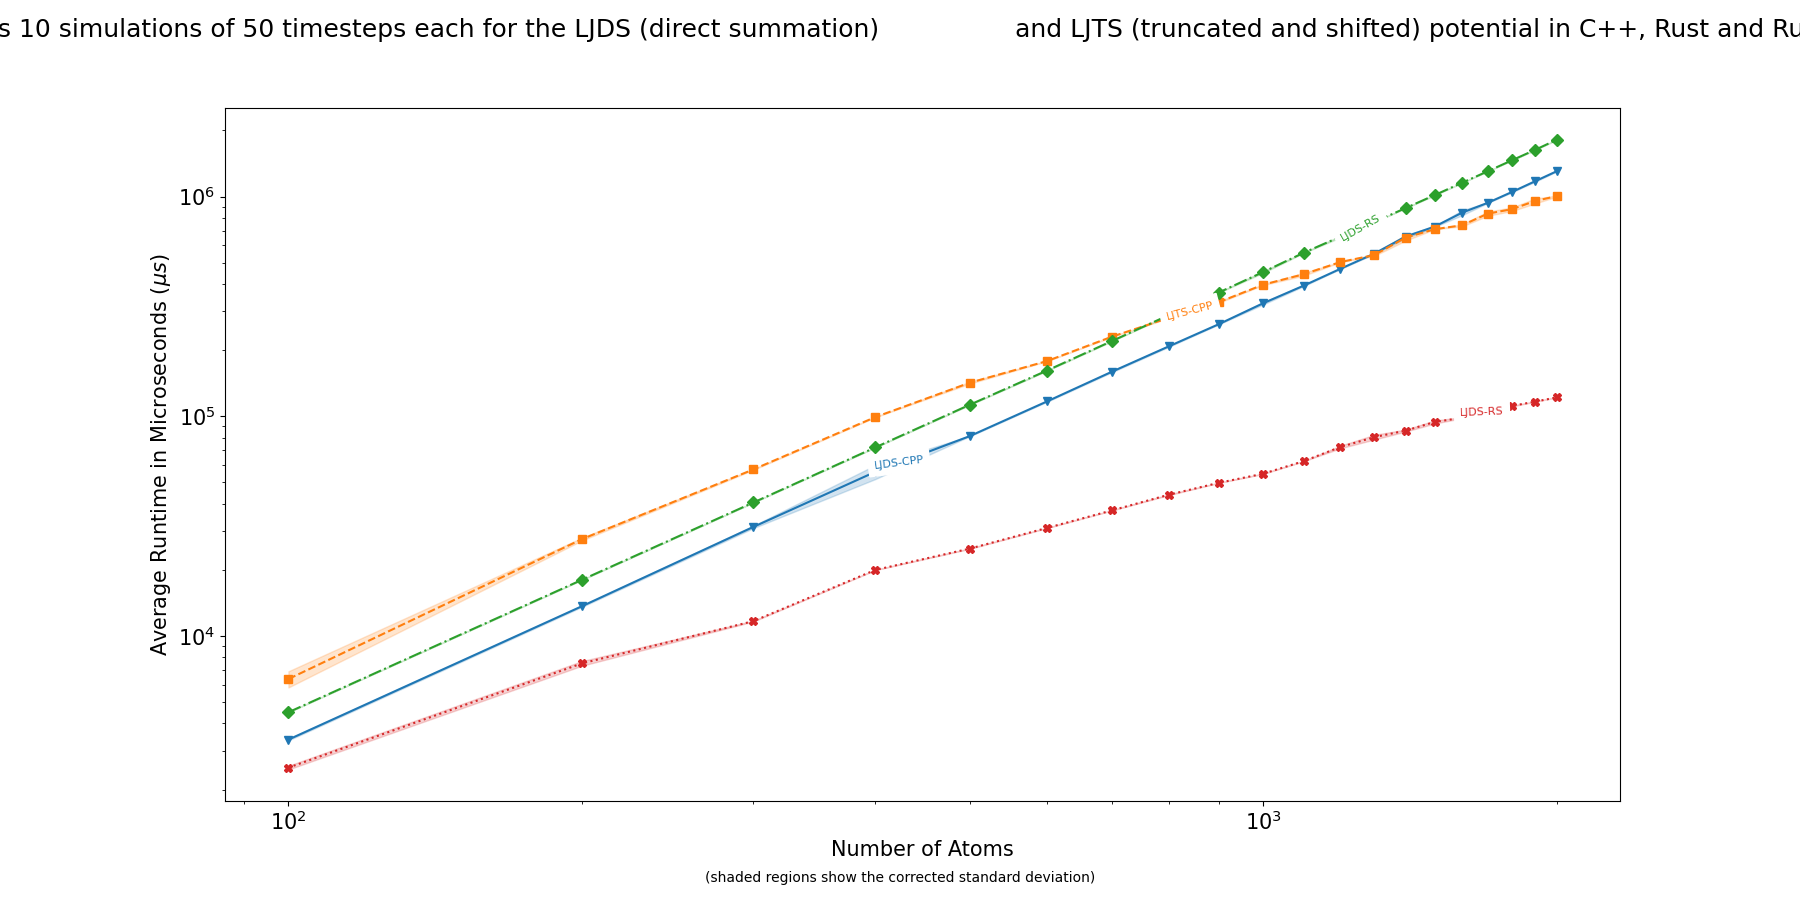 s 10 simulations of 50 timesteps each for the LJDS (direct summation) and LJTS (truncated and shifted) potential in C++, Rust and Ru
10⁶
10⁵
10⁴
Average Runtime in Microseconds (μs)
LJDS-RS
LJTS-CPP
LJDS-CPP
LJDS-RS
10² 10³
Number of Atoms
(shaded regions show the corrected standard deviation)